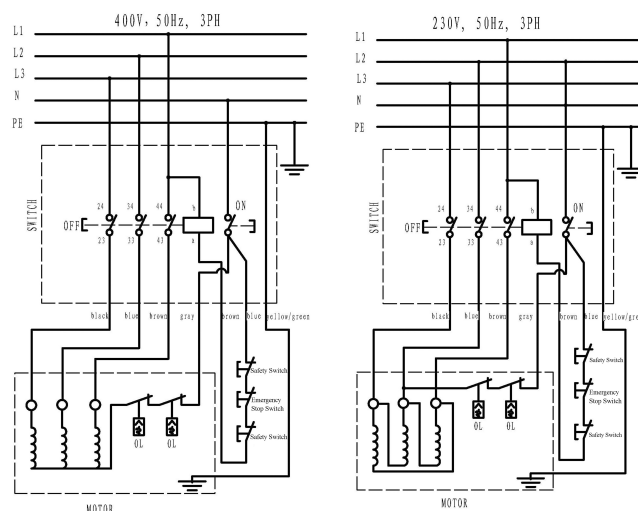 400V, 50Hz, 3PH
L1
L2
L3
N
PE
SWITCH
24
34
44
b
ON
OFF
23
33
43
a
black
blue
brown
gray
brown
blue
yellow/green
Safety Switch
Emergency
Stop Switch
Safety Switch
OL
OL
MOTOR
230V, 50Hz, 3PH
L1
L2
L3
N
PE
SWITCH
24
34
44
b
ON
OFF
23
33
43
a
black
blue
brown
gray
brown
blue
yellow/gree
Safety Switch
Emergency
Stop Switch
Safety Switch
OL
OL
MOTOR